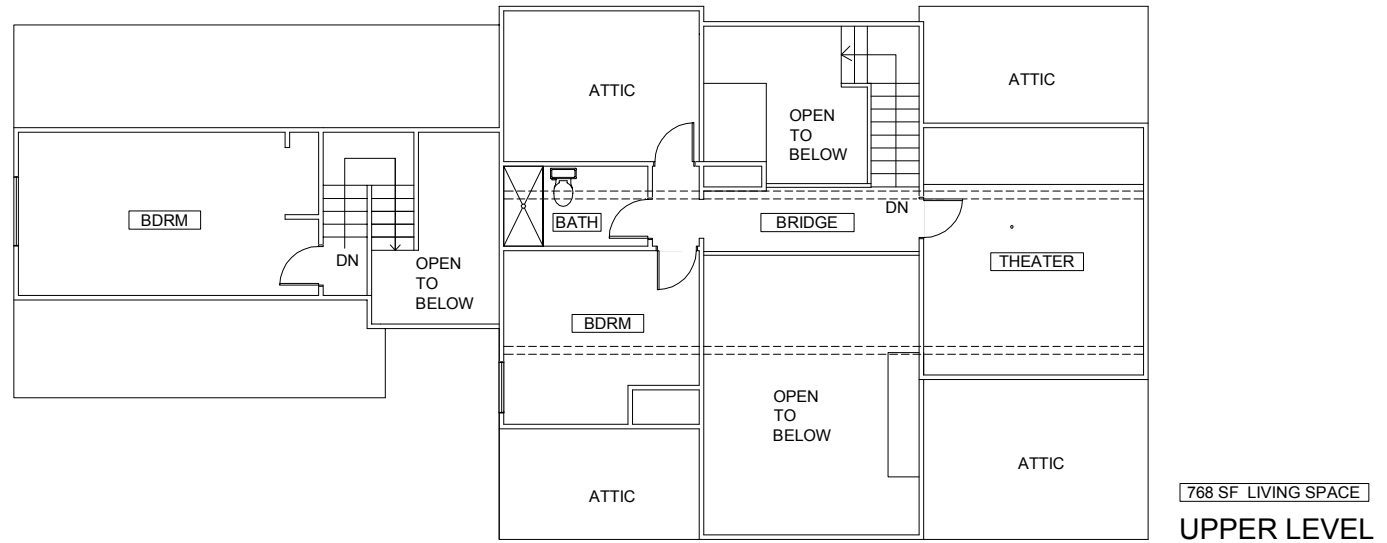 ATTIC
ATTIC
OPEN
TO
BELOW
BDRM
BATH
BRIDGE
DN
DN
OPEN
TO
BELOW
THEATER
BDRM
OPEN
TO
BELOW
ATTIC
ATTIC
768 SF LIVING SPACE
UPPER LEVEL